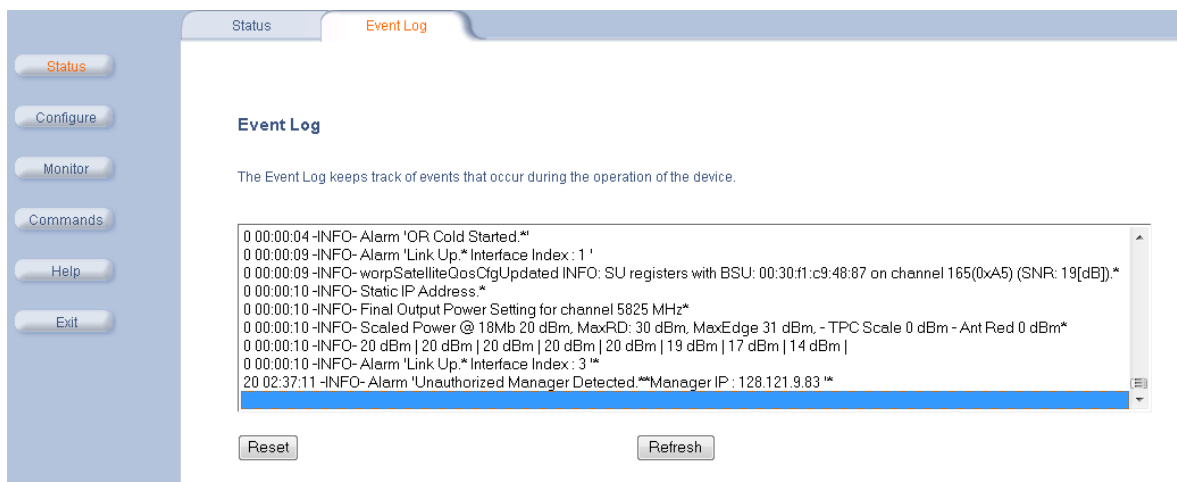 Status
Event Log
Status
Configure
Monitor
Commands
Help
Exit
Event Log
The Event Log keeps track of events that occur during the operation of the device.
0 00:00:04 -INFO- Alarm 'OR Cold Started.*'
0 00:00:09 -INFO- Alarm 'Link Up.* Interface Index : 1 '
0 00:00:09 -INFO- worpSatelliteQosCfgUpdated INFO: SU registers with BSU: 00:30:f1:c9:48:87 on channel 165(0xA5) (SNR: 19[dB]).*
0 00:00:10 -INFO- Static IP Address.*
0 00:00:10 -INFO- Final Output Power Setting for channel 5825 MHz*
0 00:00:10 -INFO- Scaled Power @ 18Mb 20 dBm, MaxRD: 30 dBm, MaxEdge 31 dBm, - TPC Scale 0 dBm - Ant Red 0 dBm*
0 00:00:10 -INFO- 20 dBm | 20 dBm | 20 dBm | 20 dBm | 20 dBm | 19 dBm | 17 dBm | 14 dBm |
0 00:00:10 -INFO- Alarm 'Link Up.* Interface Index : 3 '*
20 02:37:11 -INFO- Alarm 'Unauthorized Manager Detected.**Manager IP : 128.121.9.83 '*
Reset
Refresh